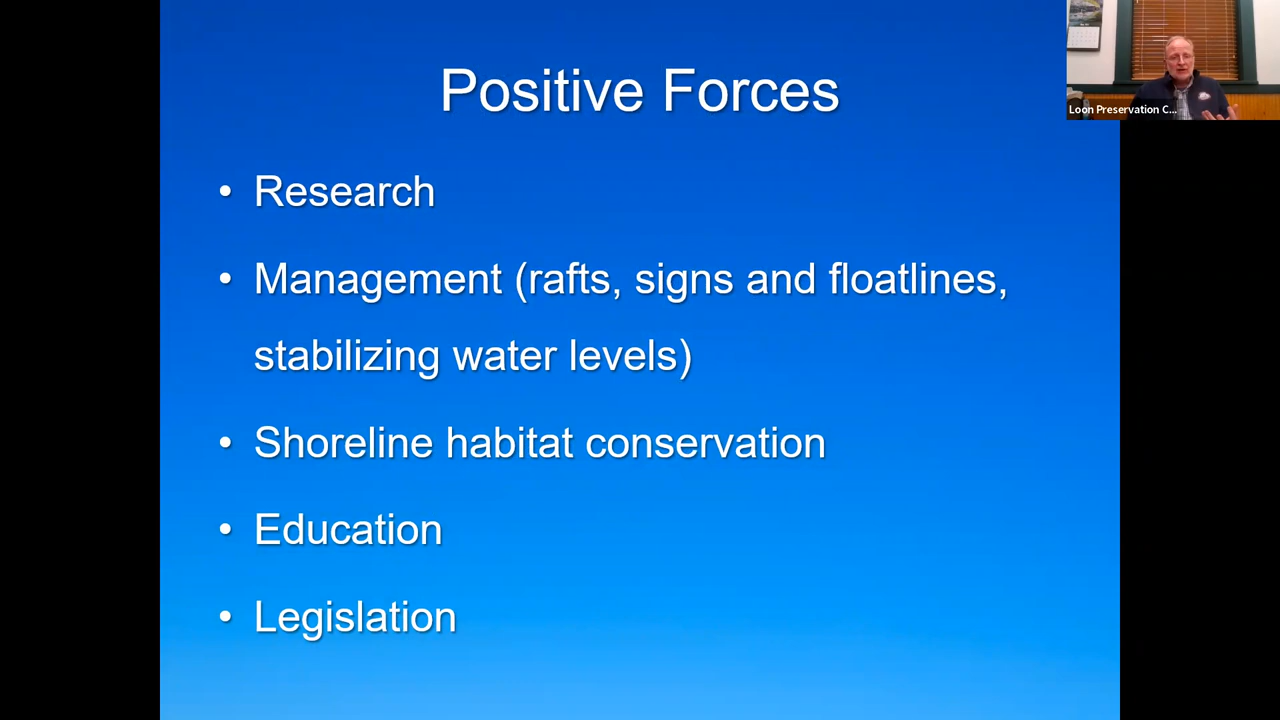 Positive Forces
• Research
• Management (rafts, signs and floatlines,
stabilizing water levels)
• Shoreline habitat conservation
• Education
• Legislation
Loon Preservation C...